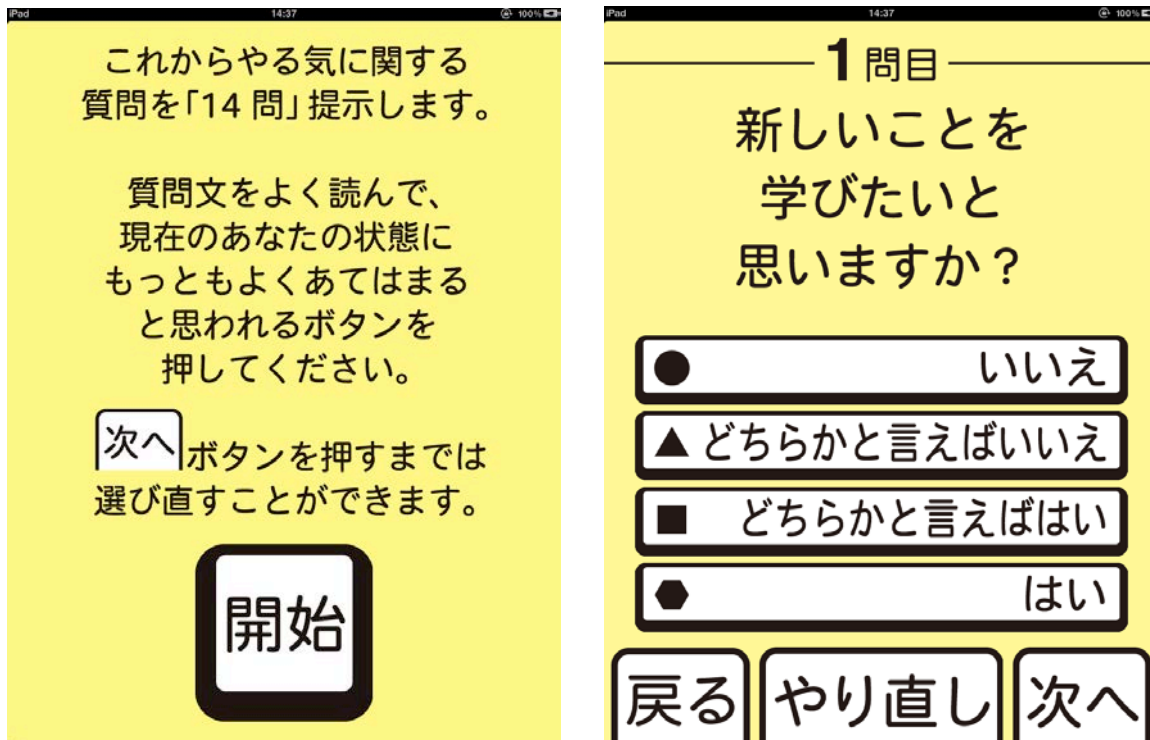 iPad 14:37 100%
これからやる気に関する
質問を「14 問」提示します。
質問文をよく読んで、
現在のあなたの状態に
もっともよくあてはまる
と思われるボタンを
押してください。
次へボタンを押すまでは
選び直すことができます。
開始
iPad 14:37 100%
1問目
新しいことを
学びたいと
思いますか？
いいえ
どちらかと言えばいいえ
どちらかと言えばはい
はい
戻る やり直し 次へ